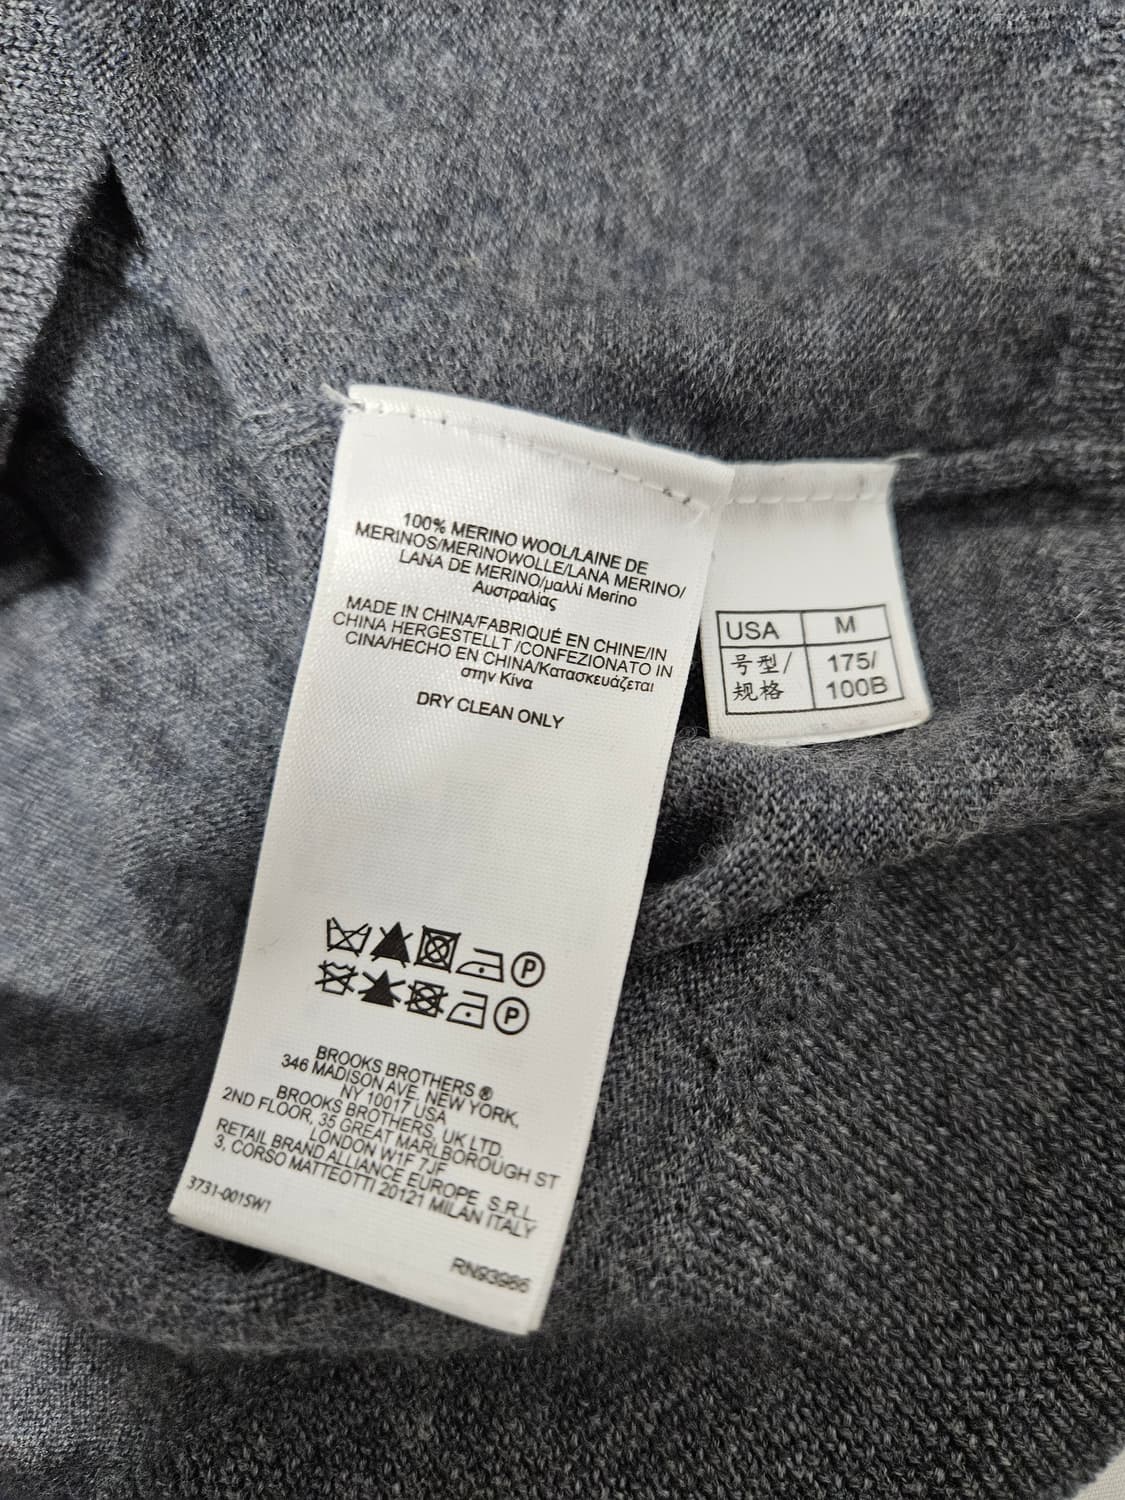 100% MERINO WOOL/LAINE DE
MERINOS/MERINOWOLLE/LANA MERINO/
LANA DE MERINO/μαλλί Merino
Αυστραλίας
MADE IN CHINA/FABRIQUÉ EN CHINE/IN
CHINA HERGESTELLT /CONFEZIONATO IN
CINA/HECHO EN CHINA/Κατασκευάζεται
στην Κίνα
DRY CLEAN ONLY
P
P
BROOKS BROTHERS ®
346 MADISON AVE, NEW YORK,
NY 10017 USA
BROOKS BROTHERS, UK LTD.
2ND FLOOR, 35 GREAT MARLBOROUGH ST
LONDON W1F 7JF
RETAIL BRAND ALLIANCE EUROPE, S.R.L.
3, CORSO MATTEOTTI 20121 MILAN ITALY
3731-001SW1
RN93986
USA M
号型/ 175/
规格 100B